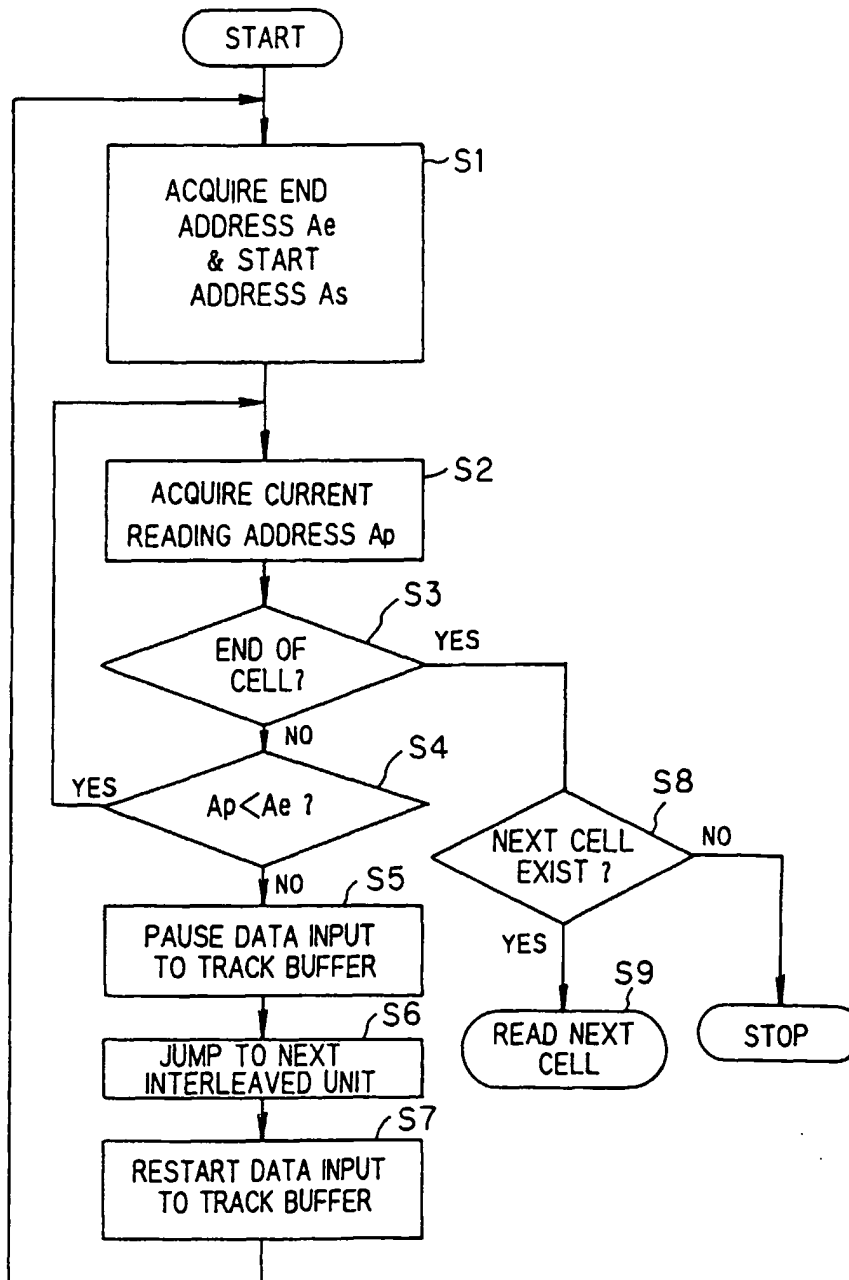 START
S1
ACQUIRE END
ADDRESS Ae
& START
ADDRESS As
S2
ACQUIRE CURRENT
READING ADDRESS Ap
S3
END OF
CELL?
YES
NO
S4
YES
Ap<Ae ?
NO
S8
NEXT CELL
EXIST ?
NO
YES
S5
PAUSE DATA INPUT
TO TRACK BUFFER
S9
READ NEXT
CELL
STOP
S6
JUMP TO NEXT
INTERLEAVED UNIT
S7
RESTART DATA INPUT
TO TRACK BUFFER